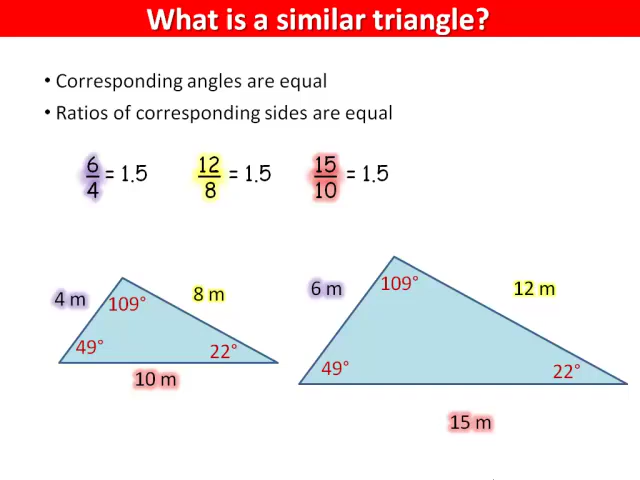 What is a similar triangle?
• Corresponding angles are equal
• Ratios of corresponding sides are equal
6/4 = 1.5 12/8 = 1.5 15/10 = 1.5
4 m 109° 8 m 49° 22° 10 m
6 m 109° 12 m 49° 22° 15 m